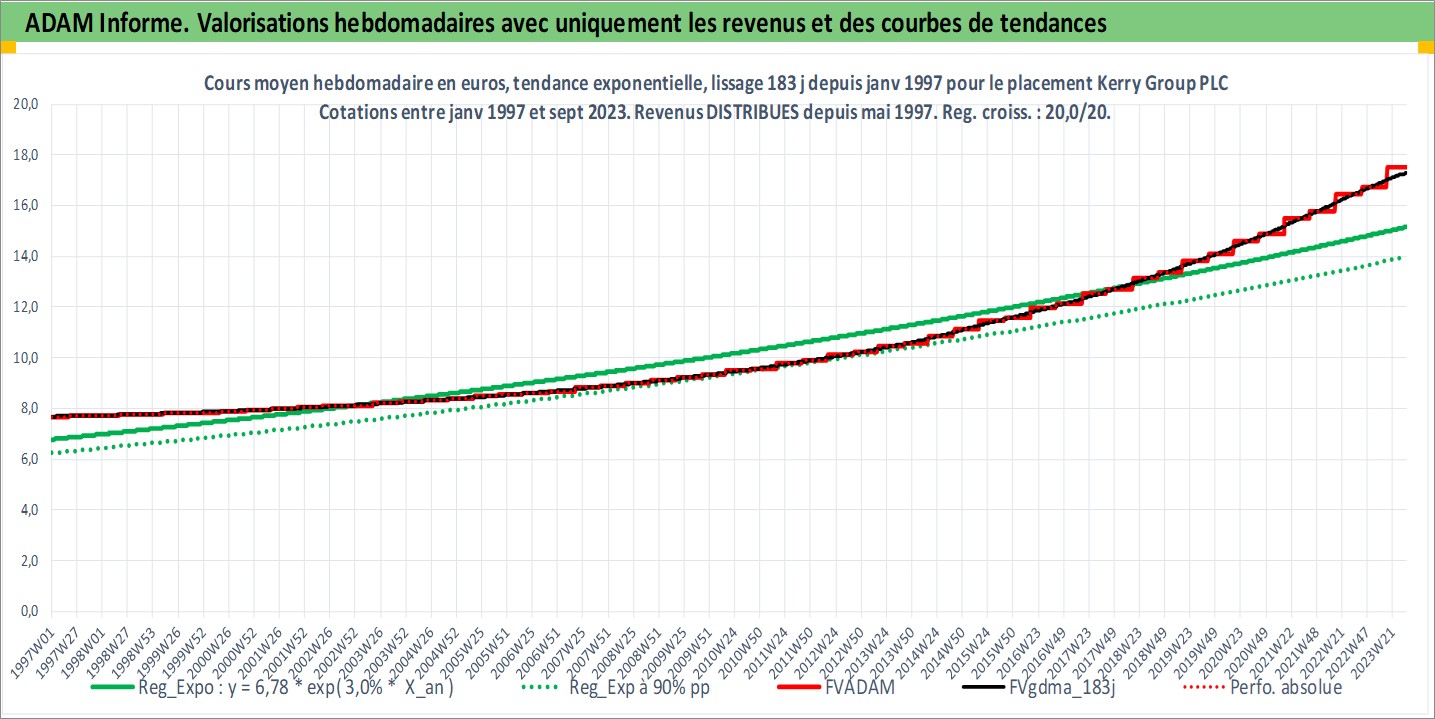 ADAM Informe. Valorisations hebdomadaires avec uniquement les revenus et des courbes de tendances
Cours moyen hebdomadaire en euros, tendance exponentielle, lissage 183 j depuis janv 1997 pour le placement Kerry Group PLC
Cotations entre janv 1997 et sept 2023. Revenus DISTRIBUES depuis mai 1997. Reg. croiss. : 20,0/20.
20,0
18,0
16,0
14,0
12,0
10,0
8,0
6,0
4,0
2,0
0,0
1997W01
1997W27
1998W01
1998W27
1998W53
1999W26
1999W52
2000W26
2000W52
2001W26
2001W52
2002W26
2002W52
2003W26
2003W52
2004W26
2004W52
2005W25
2005W51
2006W25
2006W51
2007W25
2007W51
2008W25
2008W51
2009W25
2009W51
2010W24
2010W50
2011W24
2011W50
2012W24
2012W50
2013W24
2013W50
2014W24
2014W50
2015W24
2015W50
2016W23
2016W49
2017W23
2017W49
2018W23
2018W49
2019W23
2019W49
2020W23
2020W49
2021W22
2021W48
2022W21
2022W47
2023W21
Reg_Expo : y = 6,78 * exp( 3,0% * X_an )
Reg_Exp à 90% pp
FVADAM
FVgdma_183j
Perfo. absolue